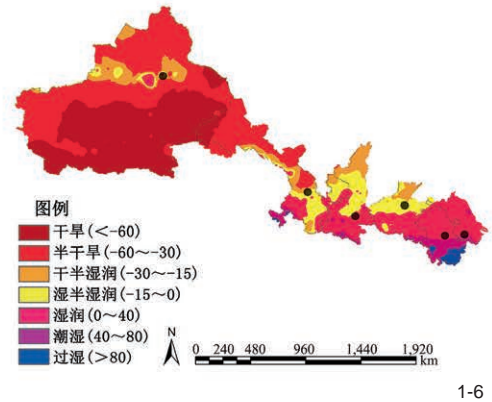 图例
干旱(<-60)
半干旱(-60～-30)
干半湿润(-30～-15)
湿半湿润(-15～0)
湿润(0～40)
潮湿(40～80)
过湿(>80)
N
0 240 480 960 1,440 1,920
km
1-6